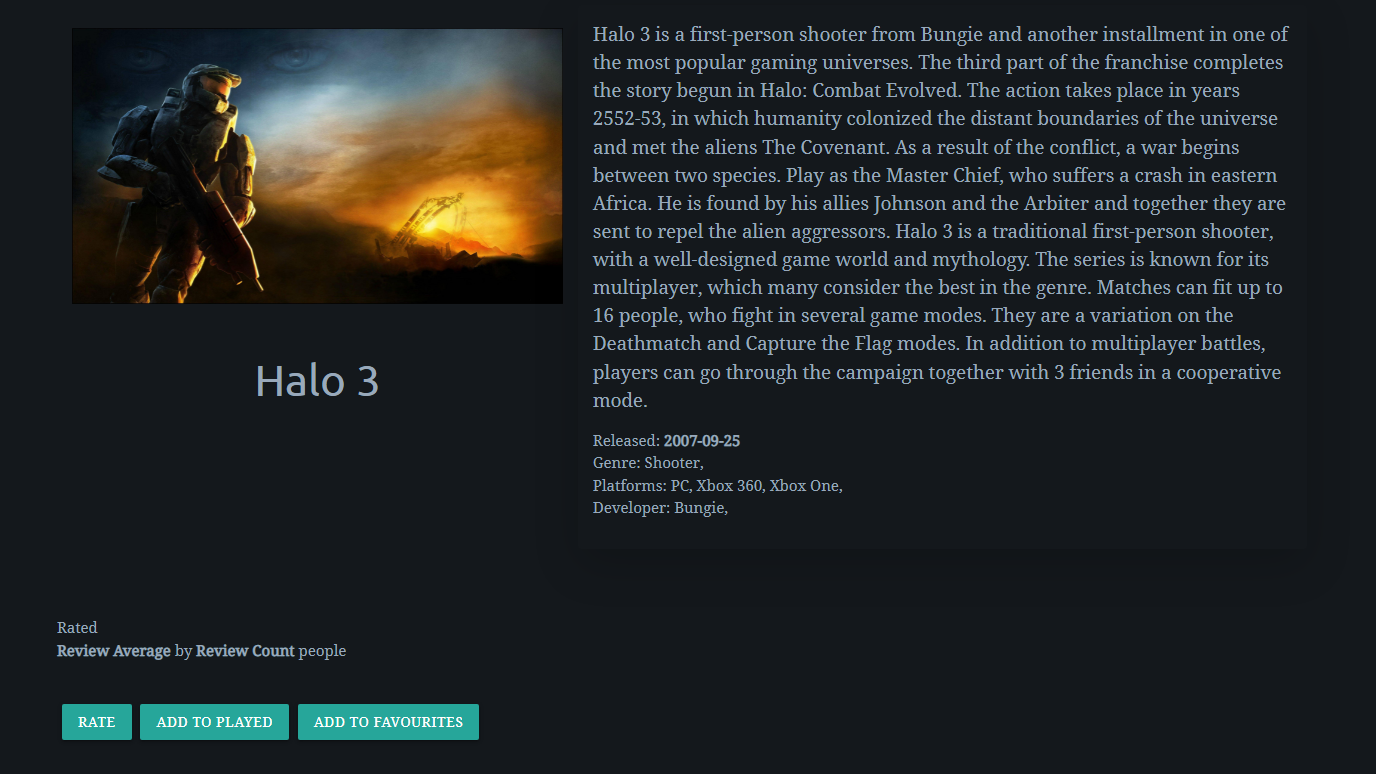 Halo 3 is a first-person shooter from Bungie and another installment in one of
the most popular gaming universes. The third part of the franchise completes
the story begun in Halo: Combat Evolved. The action takes place in years
2552-53, in which humanity colonized the distant boundaries of the universe
and met the aliens The Covenant. As a result of the conflict, a war begins
between two species. Play as the Master Chief, who suffers a crash in eastern
Africa. He is found by his allies Johnson and the Arbiter and together they are
sent to repel the alien aggressors. Halo 3 is a traditional first-person shooter,
with a well-designed game world and mythology. The series is known for its
multiplayer, which many consider the best in the genre. Matches can fit up to
16 people, who fight in several game modes. They are a variation on the
Deathmatch and Capture the Flag modes. In addition to multiplayer battles,
players can go through the campaign together with 3 friends in a cooperative
mode.
Halo 3
Released: 2007-09-25
Genre: Shooter,
Platforms: PC, Xbox 360, Xbox One,
Developer: Bungie,
Rated
Review Average by Review Count people
RATE
ADD TO PLAYED
ADD TO FAVOURITES